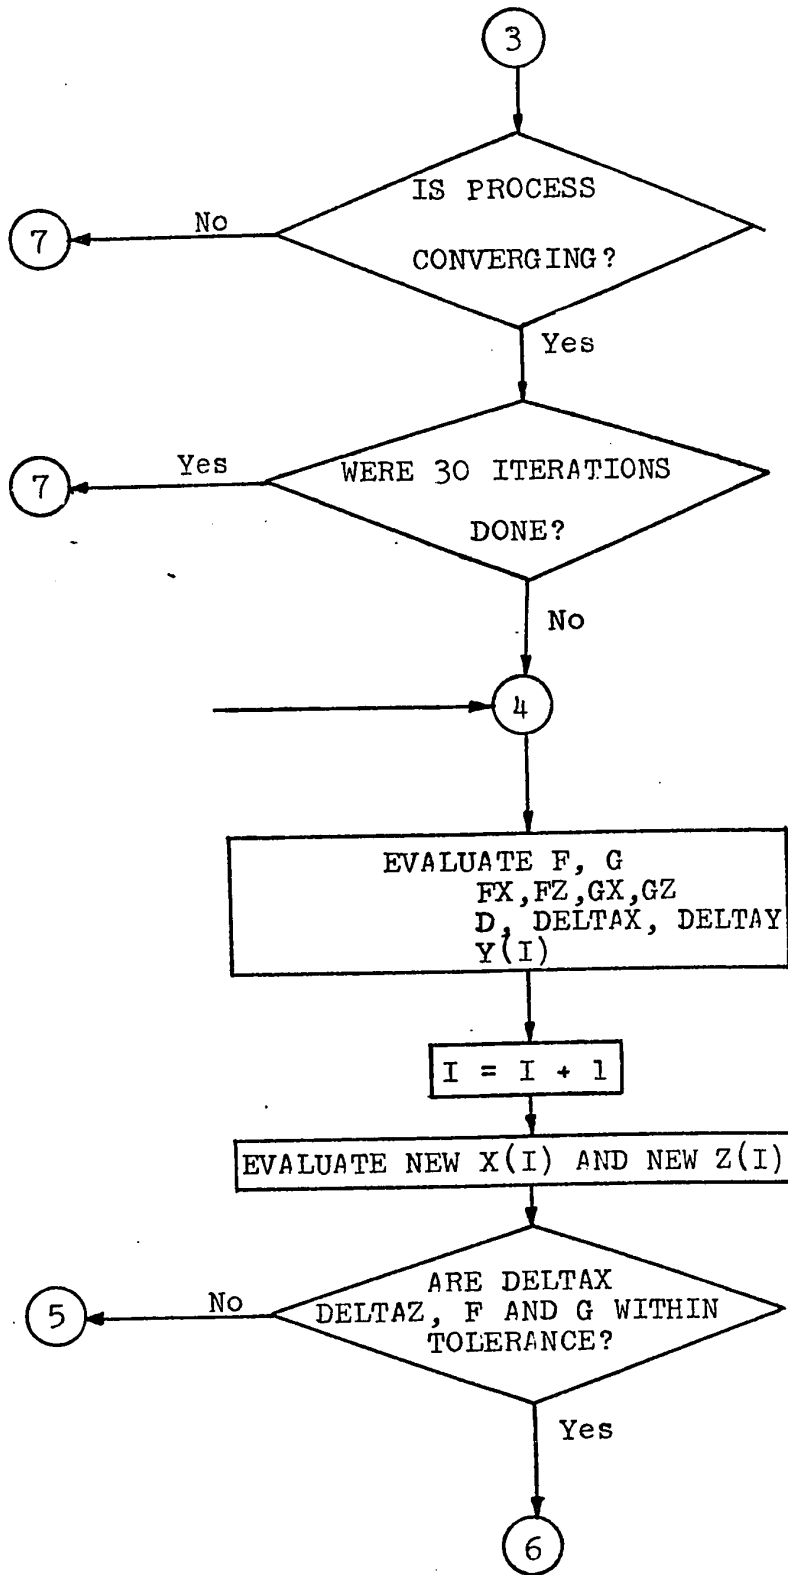 3
IS PROCESS
CONVERGING?
No
7
Yes
WERE 30 ITERATIONS
DONE?
Yes
7
No
4
EVALUATE F, G
FX,FZ,GX,GZ
D, DELTAX, DELTAY
Y(I)
I = I + 1
EVALUATE NEW X(I) AND NEW Z(I)
ARE DELTAX
DELTAZ, F AND G WITHIN
TOLERANCE?
No
5
Yes
6